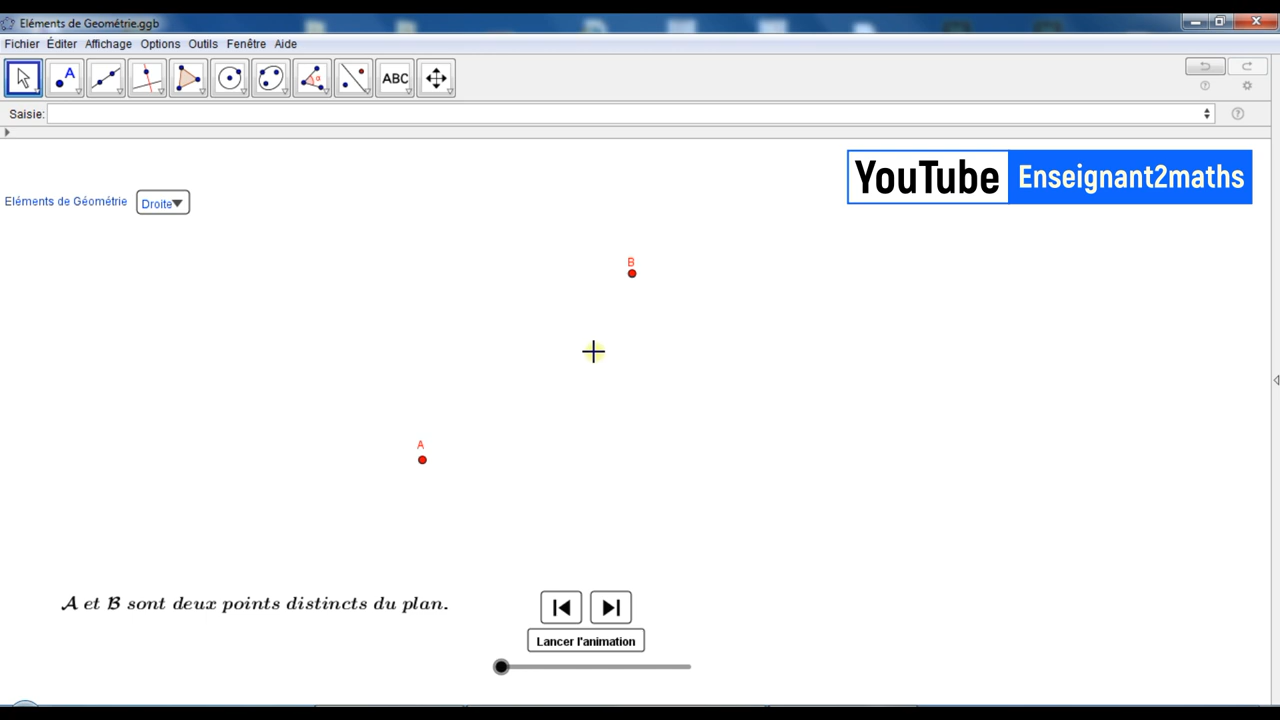 Eléments de Geométrie.ggb
Fichier Éditer Affichage Options Outils Fenêtre Aide
A ABC
Saisie:
YouTube Enseignant2maths
Eléments de Géométrie Droite
B
A
A et B sont deux points distincts du plan.
Lancer l'animation